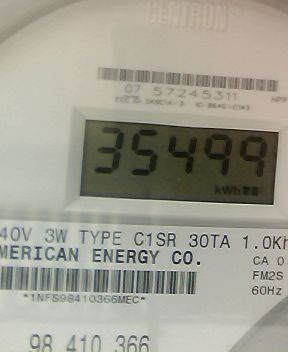 CENTRON®
07 57245311
35499
kWh
40V 3W TYPE C1SR 30TA 1.0Kh
MERICAN ENERGY CO.
CA 0
FM2S
60Hz
*1NFS98410366MEC*
98 410 366